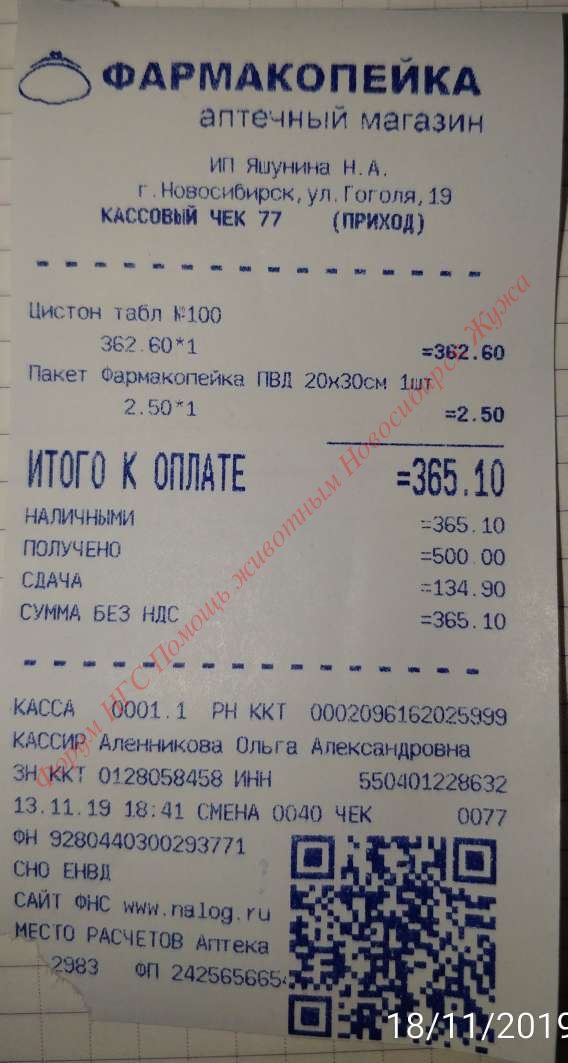 ФАРМАКОПЕЙКА
аптечный магазин
ИП Яшунина Н.А.
г.Новосибирск,ул.Гоголя,19
КАССОВЫЙ ЧЕК 77 (ПРИХОД)
Цистон табл №100
362.60*1 =362.60
Пакет Фармакопейка ПВД 20х30см 1шт
2.50*1 =2.50
ИТОГО К ОПЛАТЕ =365.10
НАЛИЧНЫМИ =365.10
ПОЛУЧЕНО =500.00
СДАЧА =134.90
СУММА БЕЗ НДС =365.10
КАССА 0001.1 РН ККТ 0002096162025999
КАССИР Аленникова Ольга Александровна
ЗН ККТ 0128058458 ИНН 550401228632
13.11.19 18:41 СМЕНА 0040 ЧЕК 0077
ФН 9280440300293771
СНО ЕНВД
САЙТ ФНС www.nalog.ru
МЕСТО РАСЧЕТОВ Аптека
2983 ФП 242565665
Форум НГС Помощь животным Новосибирск Жужа
18/11/2019